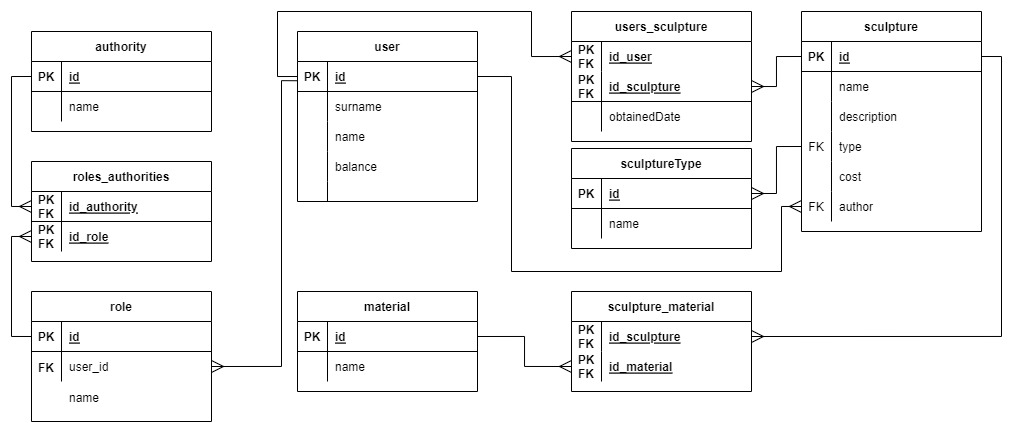 authority
PK id
name
roles_authorities
PK
FK id_authority
PK
FK id_role
role
PK id
FK user_id
name
user
PK id
surname
name
balance
material
PK id
name
users_sculpture
PK
FK id_user
PK
FK id_sculpture
obtainedDate
sculptureType
PK id
name
sculpture_material
PK
FK id_sculpture
PK
FK id_material
sculpture
PK id
name
description
FK type
cost
FK author